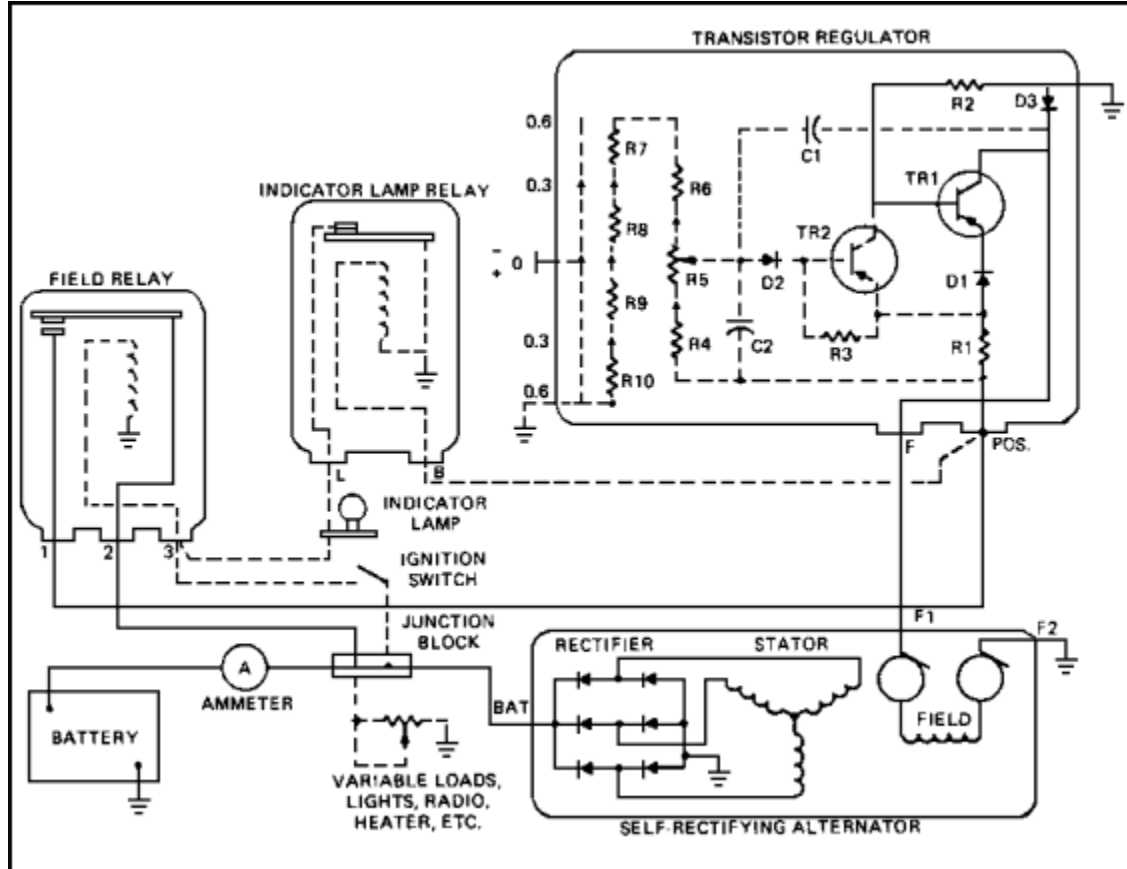 TRANSISTOR REGULATOR
R2
D3
0.6
R7
C1
0.3
R6
TR1
INDICATOR LAMP RELAY
R8
TR2
-
+
0
R5
D2
D1
FIELD RELAY
R9
0.3
R4
C2
R3
R1
R10
0.6
F
POS.
L
B
INDICATOR
LAMP
1
2
3
IGNITION
SWITCH
F1
JUNCTION
BLOCK
F2
RECTIFIER
STATOR
A
AMMETER
BAT
FIELD
BATTERY
VARIABLE LOADS,
LIGHTS, RADIO,
HEATER, ETC.
SELF-RECTIFYING ALTERNATOR